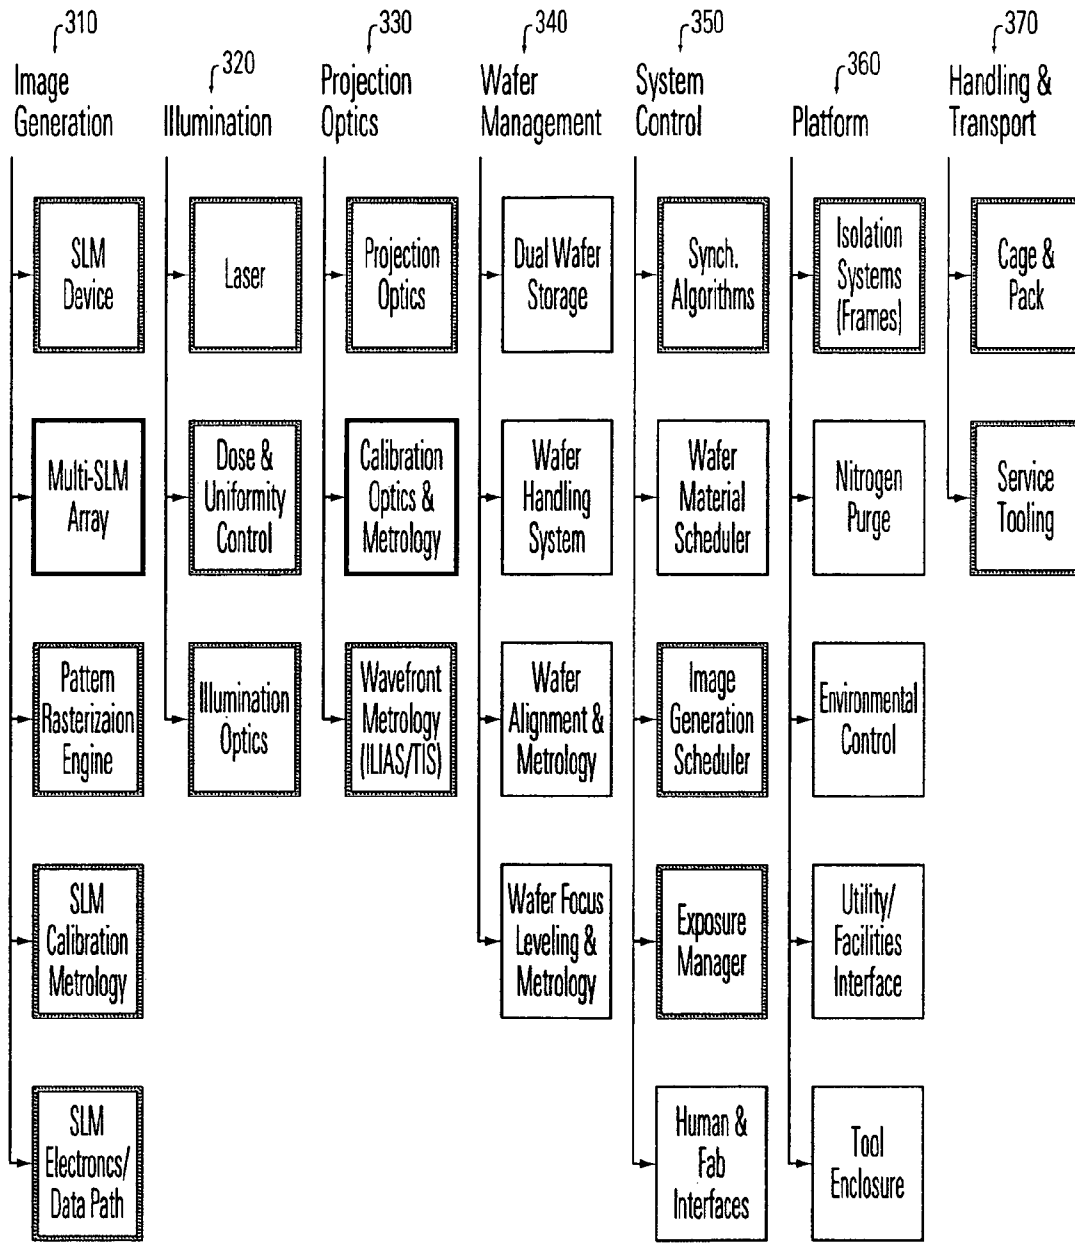 310
Image
Generation
320
Illumination
330
Projection
Optics
340
Wafer
Management
350
System
Control
360
Platform
370
Handling &
Transport
SLM
Device
Laser
Projection
Optics
Dual Wafer
Storage
Synch.
Algorithms
Isolation
Systems
(Frames)
Cage &
Pack
Multi-SLM
Array
Dose &
Uniformity
Control
Calibration
Optics &
Metrology
Wafer
Handling
System
Wafer
Material
Scheduler
Nitrogen
Purge
Service
Tooling
Pattern
Rasterizaion
Engine
Illumination
Optics
Wavefront
Metrology
(ILIAS/TIS)
Wafer
Alignment &
Metrology
Image
Generation
Scheduler
Environmental
Control
SLM
Calibration
Metrology
Wafer Focus
Leveling &
Metrology
Exposure
Manager
Utility/
Facilities
Interface
SLM
Electroncs/
Data Path
Human &
Fab
Interfaces
Tool
Enclosure